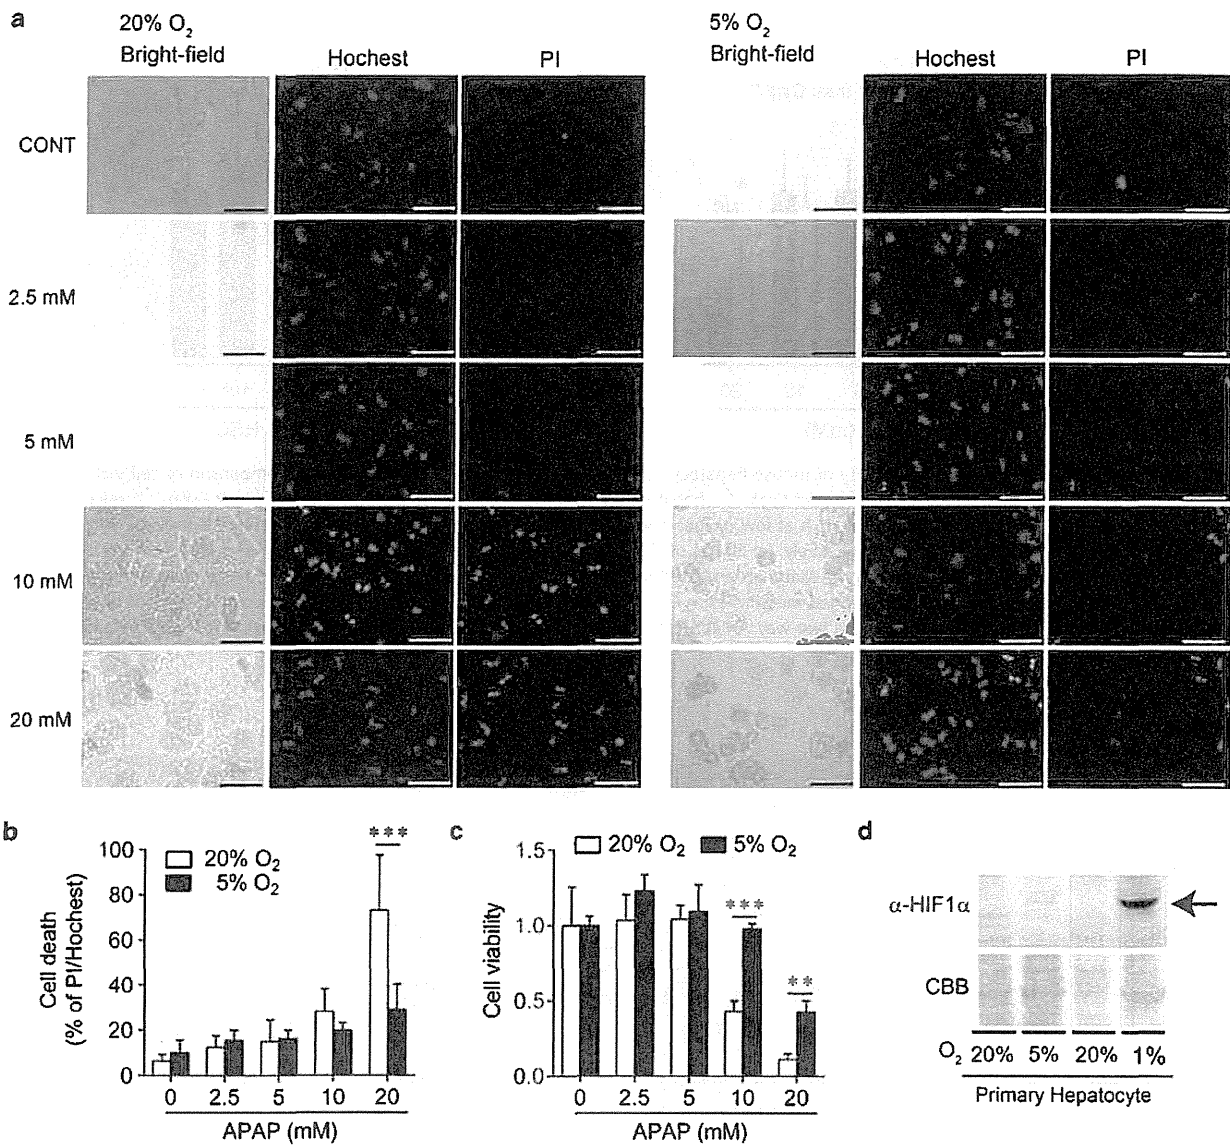 a
20% O2
Bright-field Hochest PI
5% O2
Bright-field Hochest PI
CONT
2.5 mM
5 mM
10 mM
20 mM
b
Cell death
(% of PI/Hochest)
100
80
60
40
20
0
20% O2
5% O2
***
0 2.5 5 10 20
APAP (mM)
c
Cell viability
1.5
1.0
0.5
0.0
20% O2 5% O2
***
**
0 2.5 5 10 20
APAP (mM)
d
α-HIF1α
CBB
O2 20% 5% 20% 1%
Primary Hepatocyte